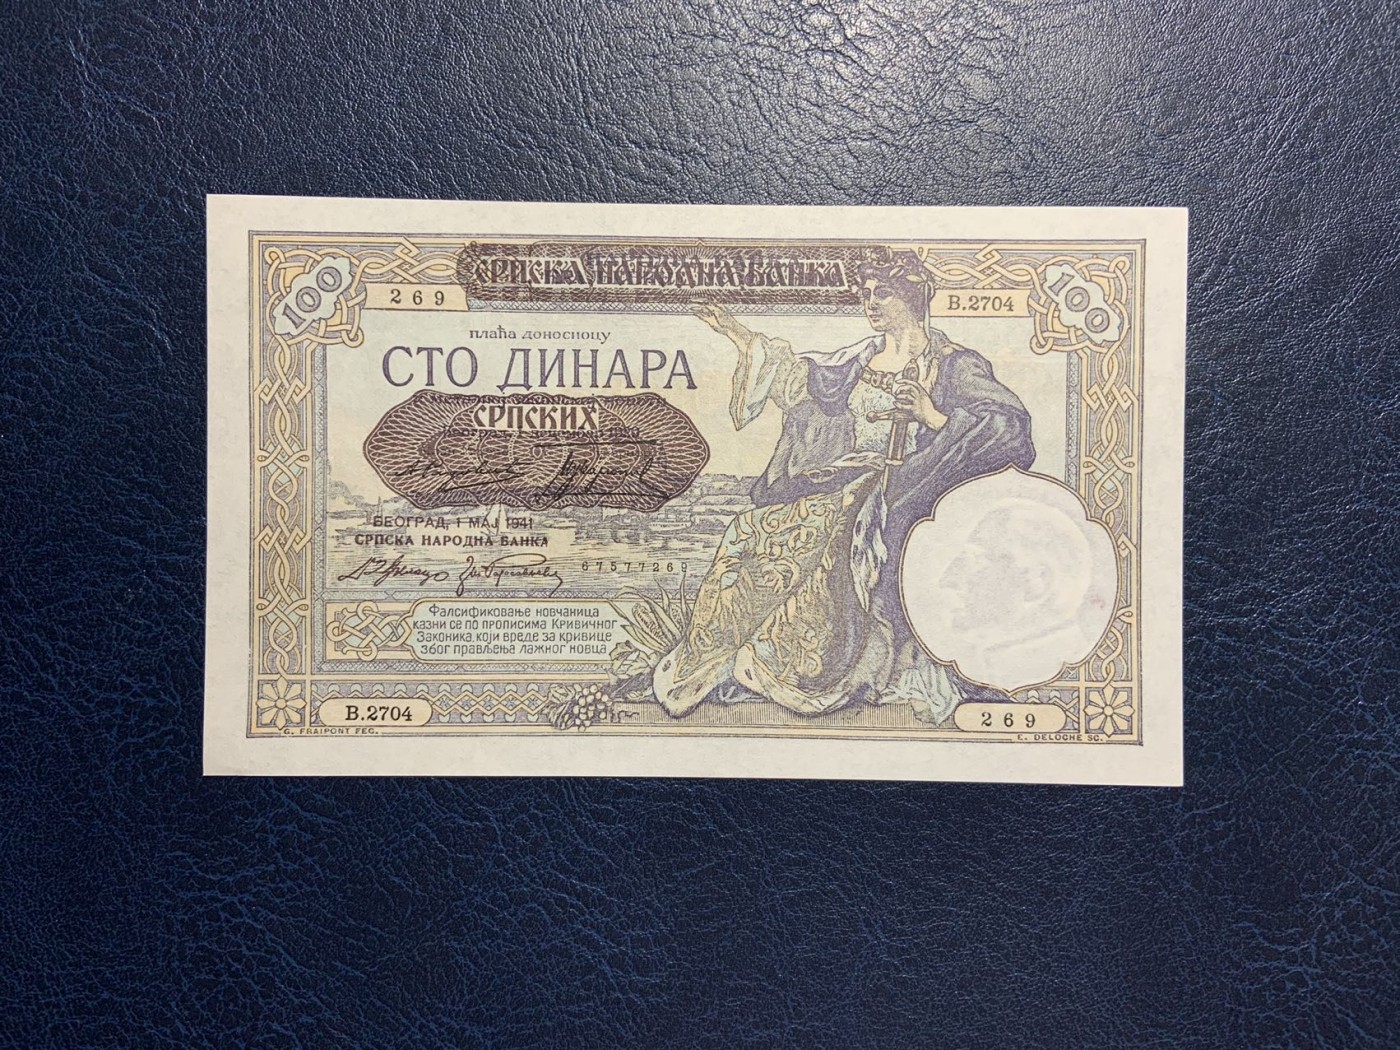 СРПСКА НАРОДНА БАНКА
100
269
B.2704
100
плаћа доносиоцу
СТО ДИНАРА
СРПСКИХ
БЕОГРАД, 1 МАЈ 1941
СРПСКА НАРОДНА БАНКА
67577269
Фалсификовање новчаница
казни се по прописима Кривичног
Законика, који вреде за кривице
због прављења лажног новца
B.2704
269
G. FRAIPONT FEC.
E. DELOCHE SC.